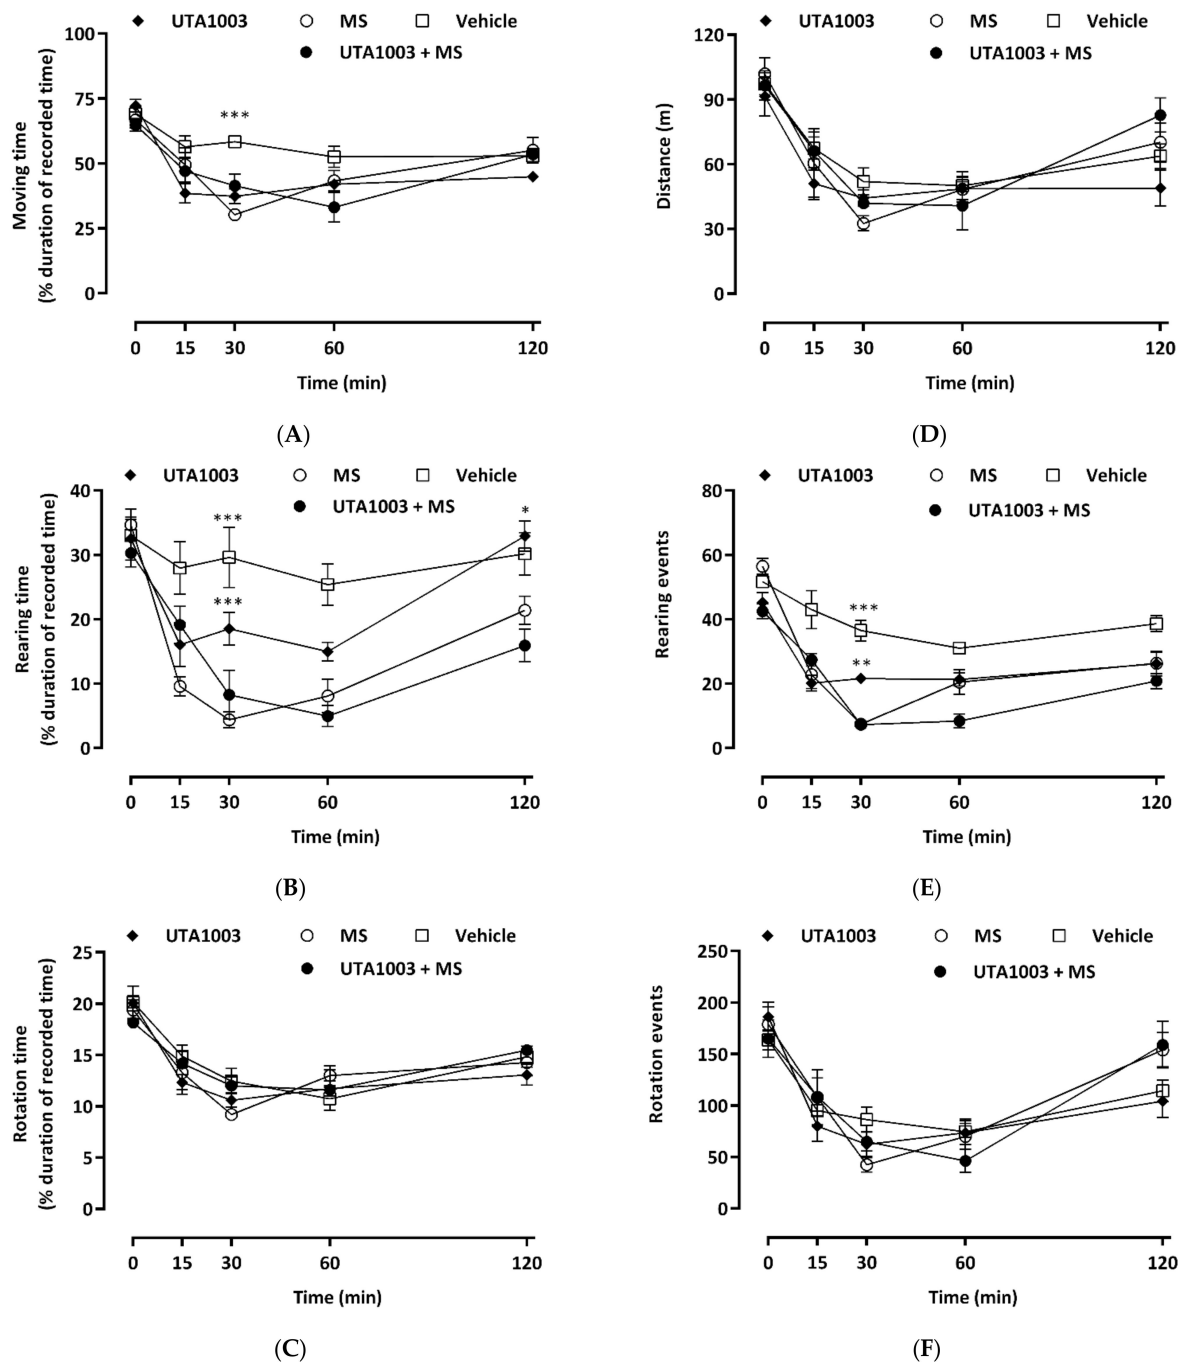 UTA1003 MS Vehicle
UTA1003 + MS
Moving time
(% duration of recorded time)
100
75
50
25
0
***
0 15 30 60 120
Time (min)
(A)
UTA1003 MS Vehicle
UTA1003 + MS
Distance (m)
120
90
60
30
0
0 15 30 60 120
Time (min)
(D)
UTA1003 MS Vehicle
UTA1003 + MS
Rearing time
(% duration of recorded time)
40
30
20
10
0
***
*
***
0 15 30 60 120
Time (min)
(B)
UTA1003 MS Vehicle
UTA1003 + MS
Rearing events
80
60
40
20
0
***
**
0 15 30 60 120
Time (min)
(E)
UTA1003 MS Vehicle
UTA1003 + MS
Rotation time
(% duration of recorded time)
25
20
15
10
5
0
0 15 30 60 120
Time (min)
(C)
UTA1003 MS Vehicle
UTA1003 + MS
Rotation events
250
200
150
100
50
0
0 15 30 60 120
Time (min)
(F)